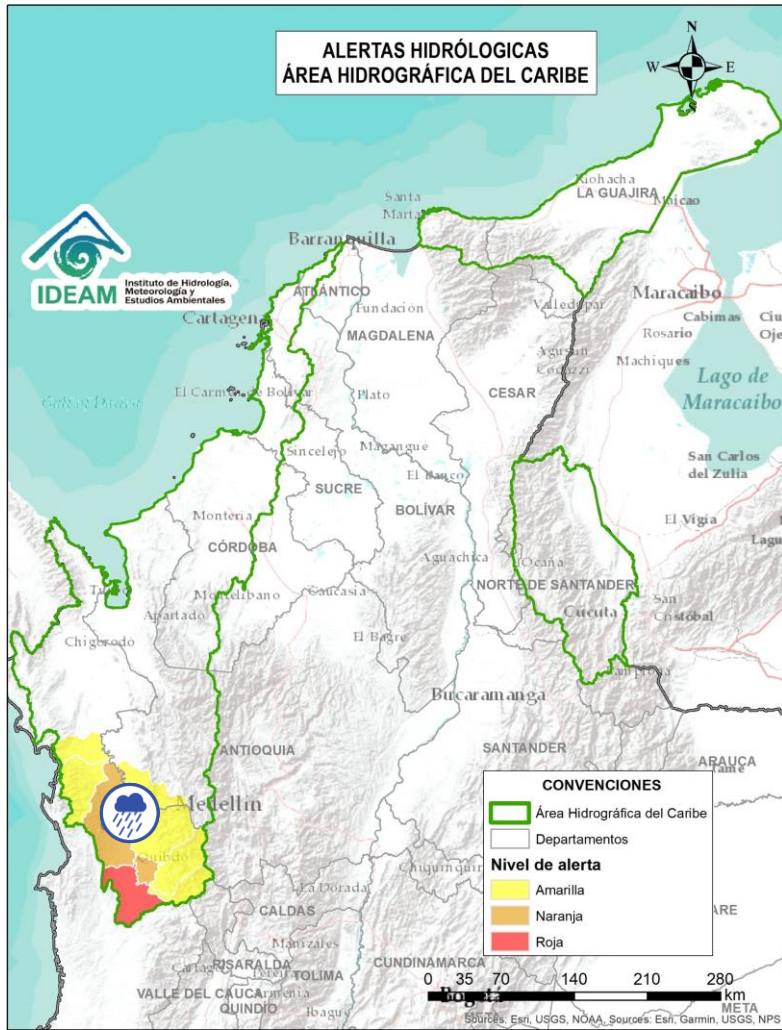 ALERTAS HIDRÓLOGICAS
ÁREA HIDROGRÁFICA DEL CARIBE
N
W
E
S
Riohacha
LA GUAJIRA
Maicao
Santa
Marta
Barranquilla
IDEAM
Instituto de Hidrología,
Meteorología y
Estudios Ambientales
ATLÁNTICO
Cartagena
Fundación
MAGDALENA
Valledupar
Maracaibo
Cabimas
Rosario
Agustín
Codazzi
Machiques
CESAR
Lago de
Maracaibo
El Carmen de Bolívar
Plato
Sincelejo
Magangué
SUCRE
El Banco
BOLÍVAR
San Carlos
del Zulia
Montería
CÓRDOBA
El Vigía
Aguachica
Ocaña
NORTE DE SANTANDER
Montelíbano
Caucasia
Apartadó
Cúcuta
San
Cristóbal
Chigorodó
El Bagre
Pamplona
Bucaramanga
ANTIOQUIA
SANTANDER
ARAUCA
Medellín
Quibdó
CONVENCIONES
Área Hidrográfica del Caribe
Departamentos
Nivel de alerta
Amarilla
Naranja
Roja
La Dorada
CALDAS
Manizales
RISARALDA
Pereira
TOLIMA
CUNDINAMARCA
VALLE DEL CAUCA
Armenia
QUINDÍO
Ibagué
Bogotá
META
0 35 70 140 210 280
km
Sources: Esri, USGS, NOAA, Sources: Esri, Garmin, USGS, NPS